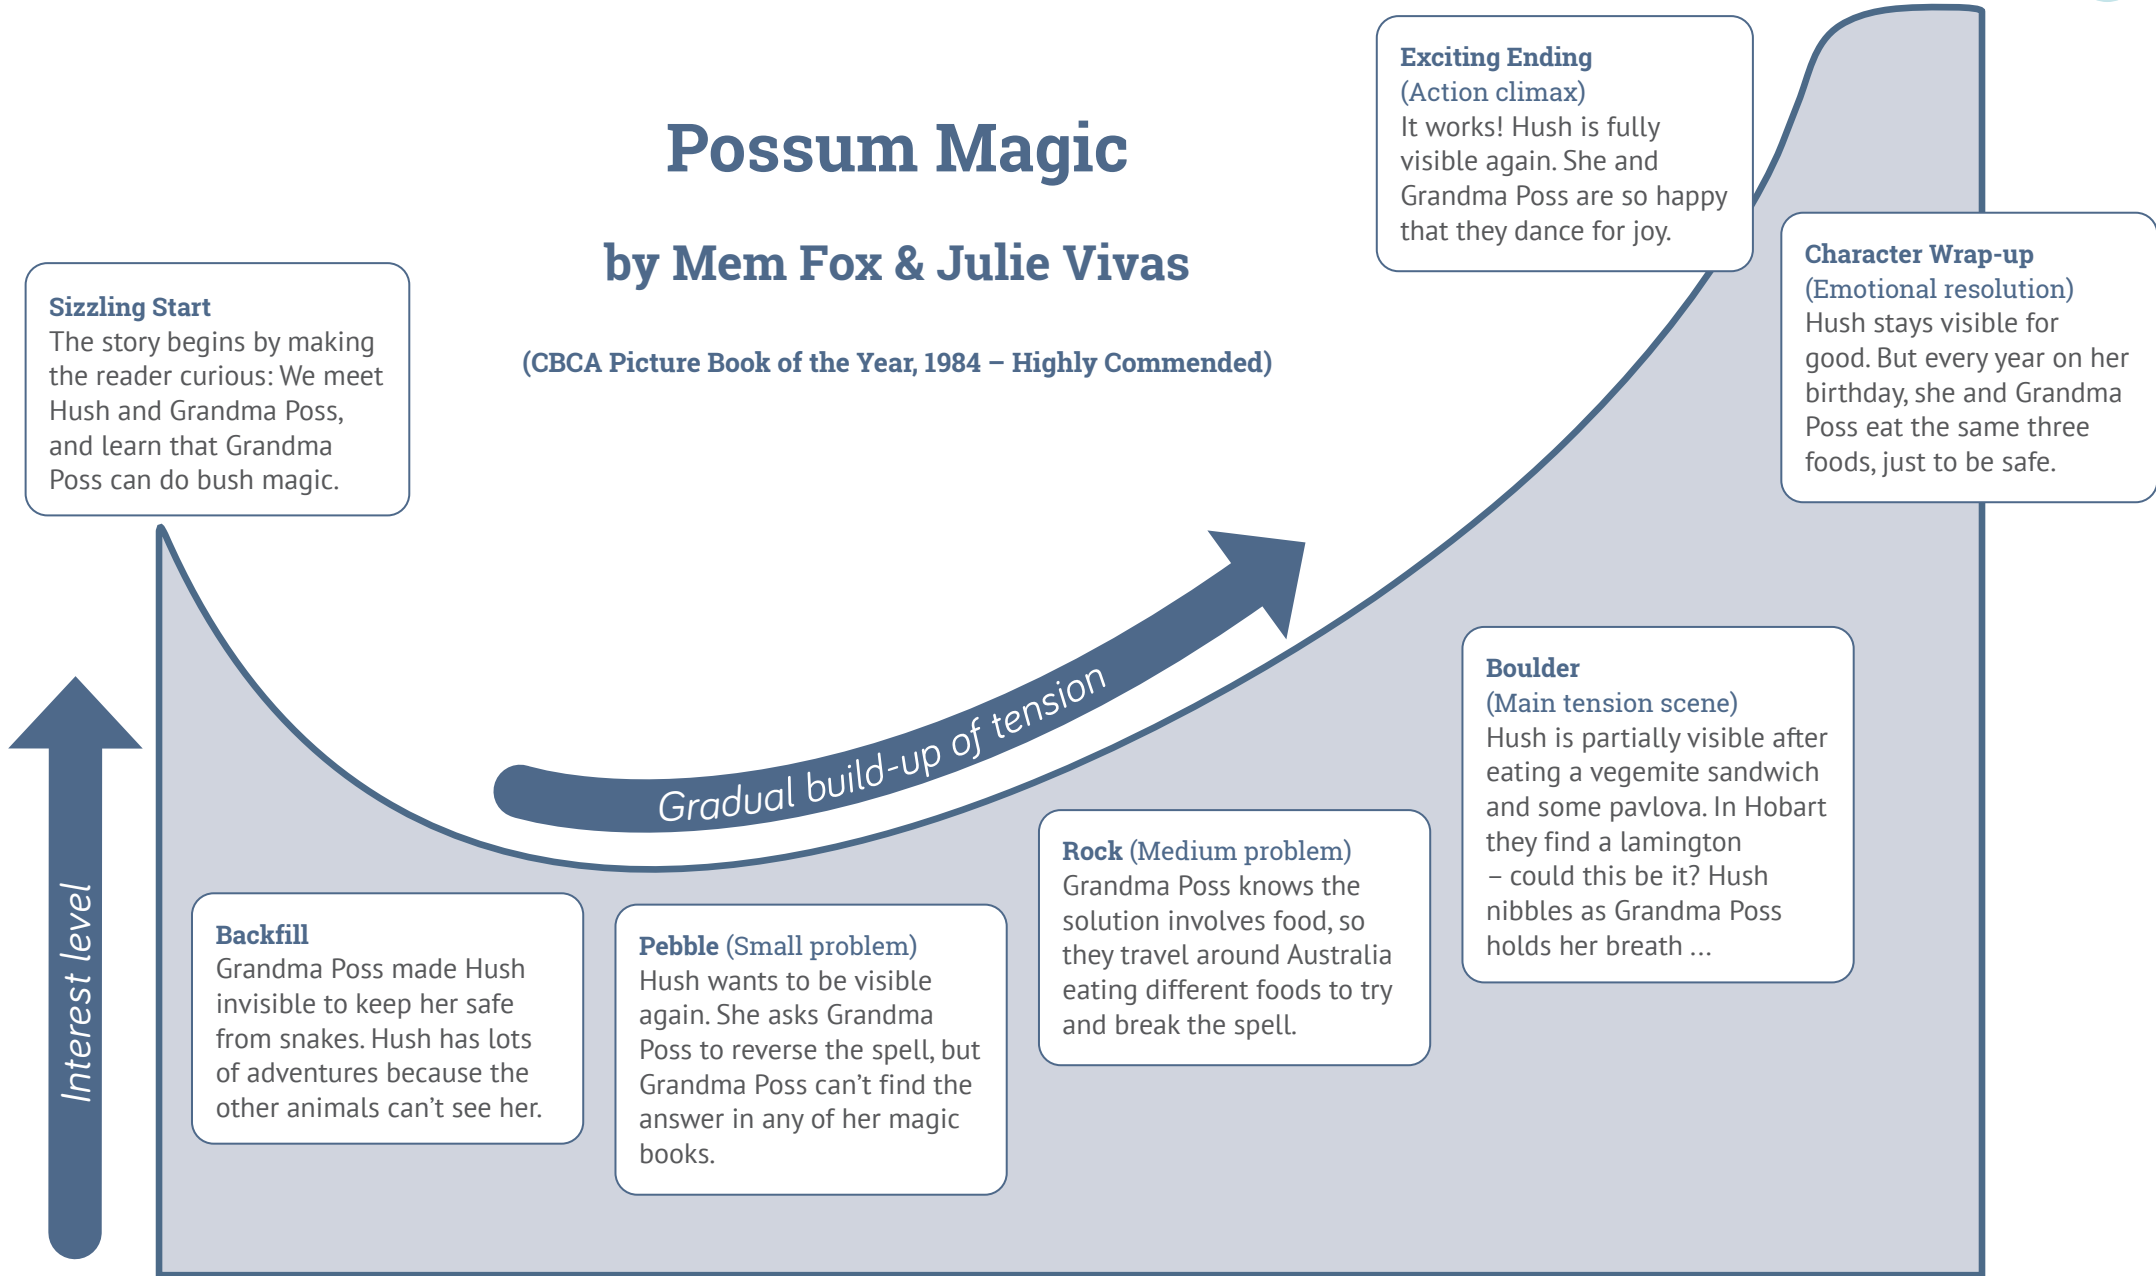 Possum Magic
by Mem Fox & Julie Vivas
(CBCA Picture Book of the Year, 1984 – Highly Commended)
Sizzling Start
The story begins by making
the reader curious: We meet
Hush and Grandma Poss,
and learn that Grandma
Poss can do bush magic.
Interest level
Backfill
Grandma Poss made Hush
invisible to keep her safe
from snakes. Hush has lots
of adventures because the
other animals can’t see her.
Gradual build-up of tension
Pebble (Small problem)
Hush wants to be visible
again. She asks Grandma
Poss to reverse the spell, but
Grandma Poss can’t find the
answer in any of her magic
books.
Rock (Medium problem)
Grandma Poss knows the
solution involves food, so
they travel around Australia
eating different foods to try
and break the spell.
Boulder
(Main tension scene)
Hush is partially visible after
eating a vegemite sandwich
and some pavlova. In Hobart
they find a lamington
– could this be it? Hush
nibbles as Grandma Poss
holds her breath ...
Exciting Ending
(Action climax)
It works! Hush is fully
visible again. She and
Grandma Poss are so happy
that they dance for joy.
Character Wrap-up
(Emotional resolution)
Hush stays visible for
good. But every year on her
birthday, she and Grandma
Poss eat the same three
foods, just to be safe.